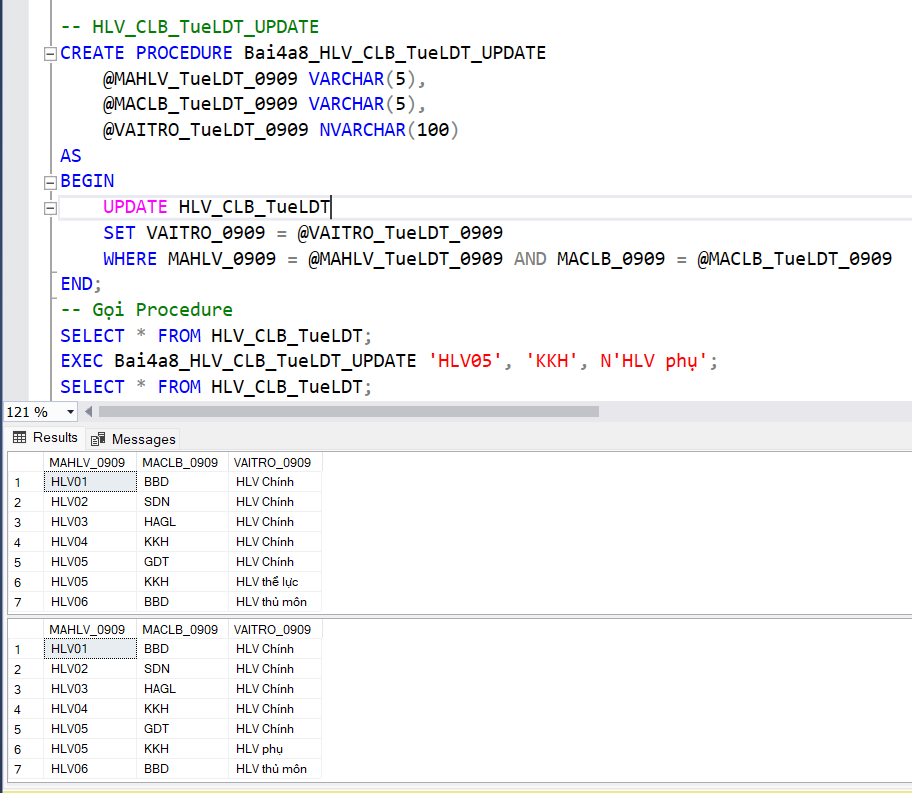 -- HLV_CLB_TueLDT_UPDATE
CREATE PROCEDURE Bai4a8_HLV_CLB_TueLDT_UPDATE
@MAHLV_TueLDT_0909 VARCHAR(5),
@MACLB_TueLDT_0909 VARCHAR(5),
@VAITRO_TueLDT_0909 NVARCHAR(100)
AS
BEGIN
UPDATE HLV_CLB_TueLDT
SET VAITRO_0909 = @VAITRO_TueLDT_0909
WHERE MAHLV_0909 = @MAHLV_TueLDT_0909 AND MACLB_0909 = @MACLB_TueLDT_0909
END;
-- Gọi Procedure
SELECT * FROM HLV_CLB_TueLDT;
EXEC Bai4a8_HLV_CLB_TueLDT_UPDATE 'HLV05', 'KKH', N'HLV phụ';
SELECT * FROM HLV_CLB_TueLDT;
121 %
Results Messages
MAHLV_0909 MACLB_0909 VAITRO_0909
1 HLV01 BBD HLV Chính
2 HLV02 SDN HLV Chính
3 HLV03 HAGL HLV Chính
4 HLV04 KKH HLV Chính
5 HLV05 GDT HLV Chính
6 HLV05 KKH HLV thể lực
7 HLV06 BBD HLV thủ môn
MAHLV_0909 MACLB_0909 VAITRO_0909
1 HLV01 BBD HLV Chính
2 HLV02 SDN HLV Chính
3 HLV03 HAGL HLV Chính
4 HLV04 KKH HLV Chính
5 HLV05 GDT HLV Chính
6 HLV05 KKH HLV phụ
7 HLV06 BBD HLV thủ môn